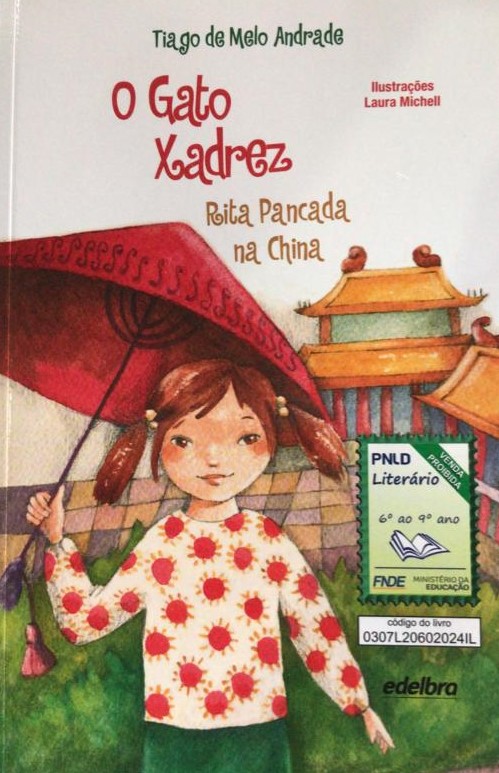 Tiago de Melo Andrade
O Gato
Xadrez
Ilustrações
Laura Michell
Rita Pancada
na China
PNLD
Literário
VENDA
PROIBIDA
6º ao 9º ano
FNDE
MINISTÉRIO DA
EDUCAÇÃO
código do livro
0307L20602024IL
edelbra